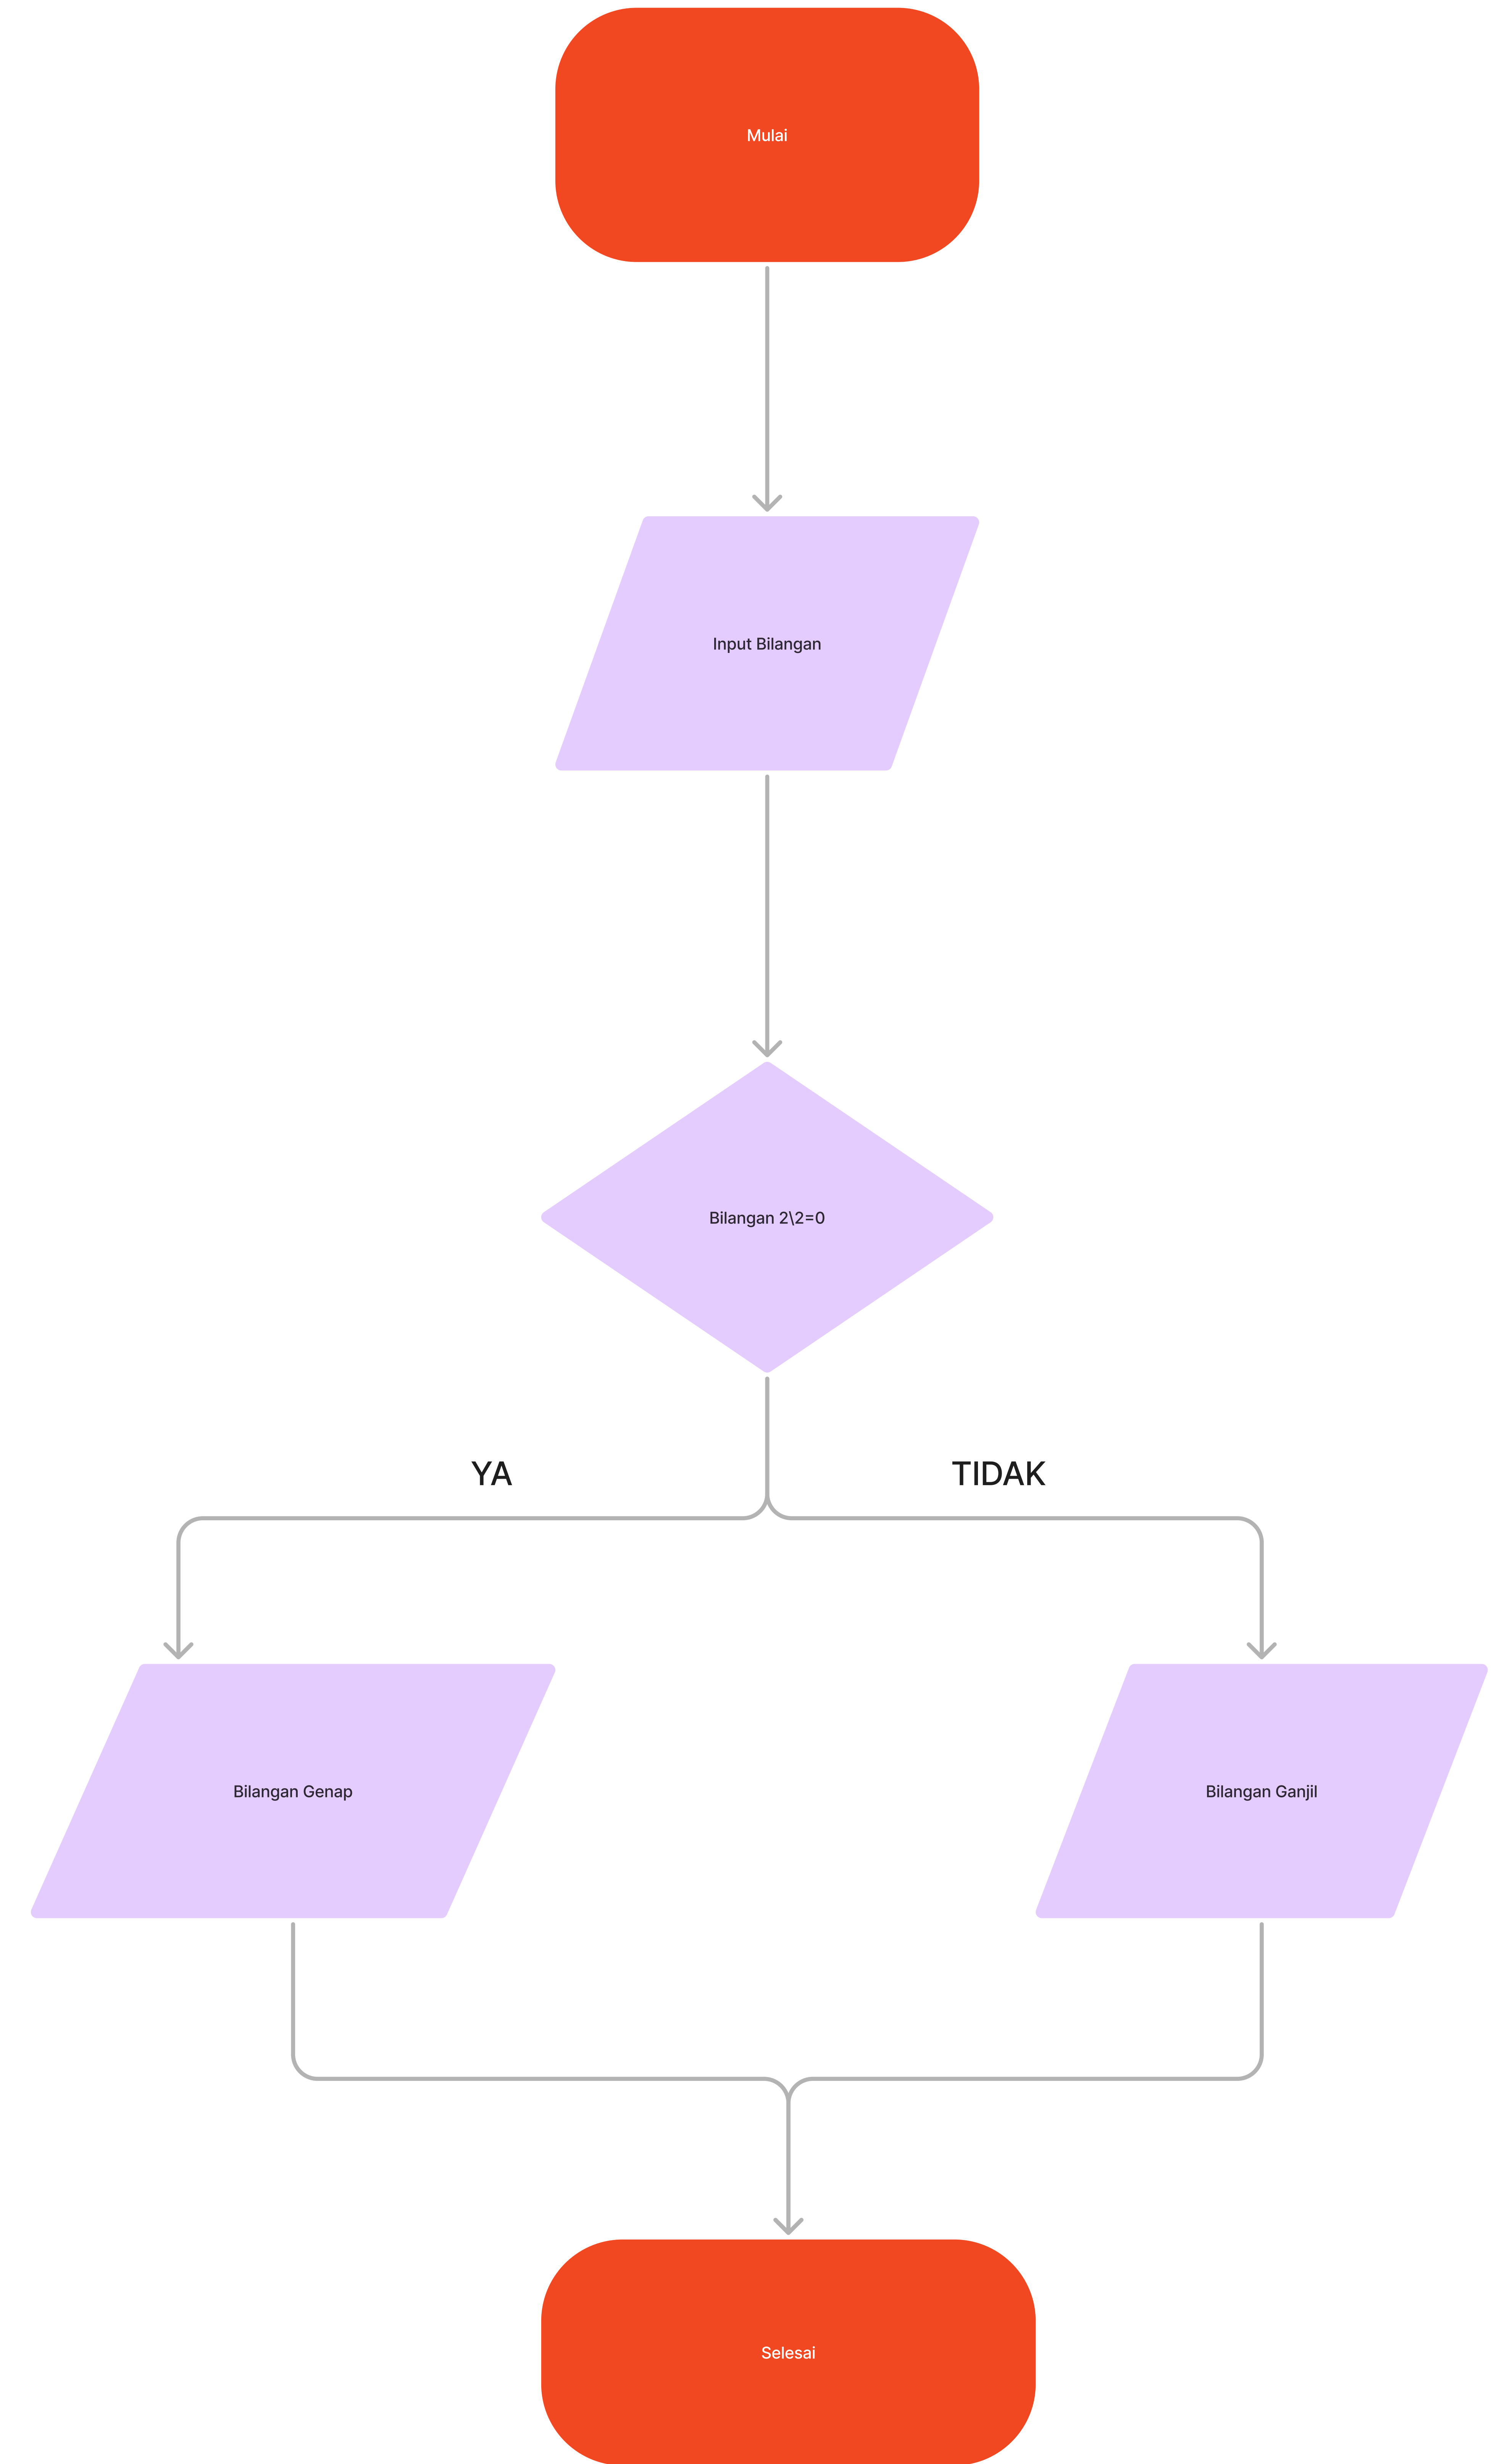 Mulai
Input Bilangan
Bilangan 2\2=0
YA
TIDAK
Bilangan Genap
Bilangan Ganjil
Selesai